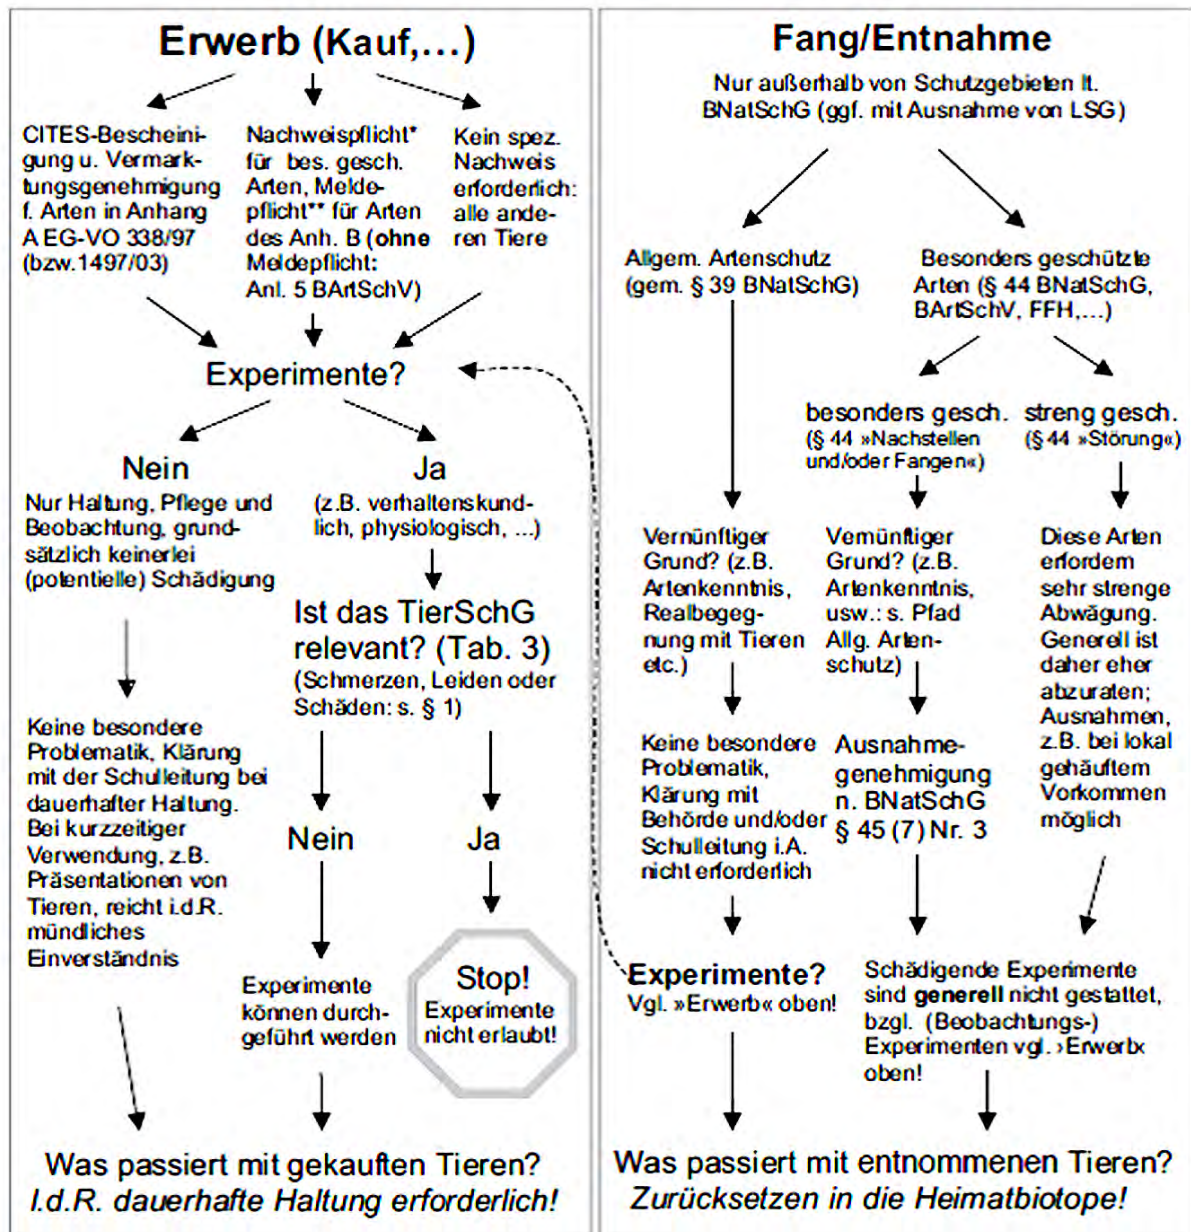 Erwerb (Kauf,...)
CITES-Bescheini-
gung u. Vermark-
tungsgenehmigung
f. Arten in Anhang
A EG-VO 338/97
(bzw.1497/03)
Nachweispflicht*
für bes. gesch.
Arten, Melde-
pflicht** für Arten
des Anh. B (ohne
Meldepflicht:
Anl. 5 BArtSchV)
Kein spez.
Nachweis
erforderlich:
alle ande-
ren Tiere
Experimente?
Nein
Nur Haltung, Pflege und
Beobachtung, grund-
sätzlich keinerlei
(potentielle) Schädigung
Ja
(z.B. verhaltenskund-
lich, physiologisch, ...)
Ist das TierSchG
relevant? (Tab. 3)
(Schmerzen, Leiden oder
Schäden: s. § 1)
Keine besondere
Problematik, Klärung
mit der Schulleitung bei
dauerhafter Haltung.
Bei kurzzeitiger
Verwendung, z.B.
Präsentationen von
Tieren, reicht i.d.R.
mündliches
Einverständnis
Nein
Ja
Experimente
können durch-
geführt werden
Stop!
Experimente
nicht erlaubt!
Was passiert mit gekauften Tieren?
I.d.R. dauerhafte Haltung erforderlich!
Fang/Entnahme
Nur außerhalb von Schutzgebieten lt.
BNatSchG (ggf. mit Ausnahme von LSG)
Allgem. Artenschutz
(gem. § 39 BNatSchG)
Besonders geschützte
Arten (§ 44 BNatSchG,
BArtSchV, FFH,...)
besonders gesch.
(§ 44 »Nachstellen
und/oder Fangen«)
streng gesch.
(§ 44 »Störung«)
Vernünftiger
Grund? (z.B.
Artenkenntnis,
Realbegeg-
nung mit Tieren
etc.)
Vernünftiger
Grund? (z.B.
Artenkenntnis,
usw.: s. Pfad
Allg. Arten-
schutz)
Diese Arten
erfordern
sehr strenge
Abwägung.
Generell ist
daher eher
abzuraten;
Ausnahmen,
z.B. bei lokal
gehäuftem
Vorkommen
möglich
Keine besondere
Problematik,
Klärung mit
Behörde und/oder
Schulleitung i.A.
nicht erforderlich
Ausnahme-
genehmigung
n. BNatSchG
§ 45 (7) Nr. 3
Experimente?
Vgl. »Erwerb« oben!
Schädigende Experimente
sind generell nicht gestattet,
bzgl. (Beobachtungs-)
Experimenten vgl. ›Erwerb‹
oben!
Was passiert mit entnommenen Tieren?
Zurücksetzen in die Heimatbiotope!